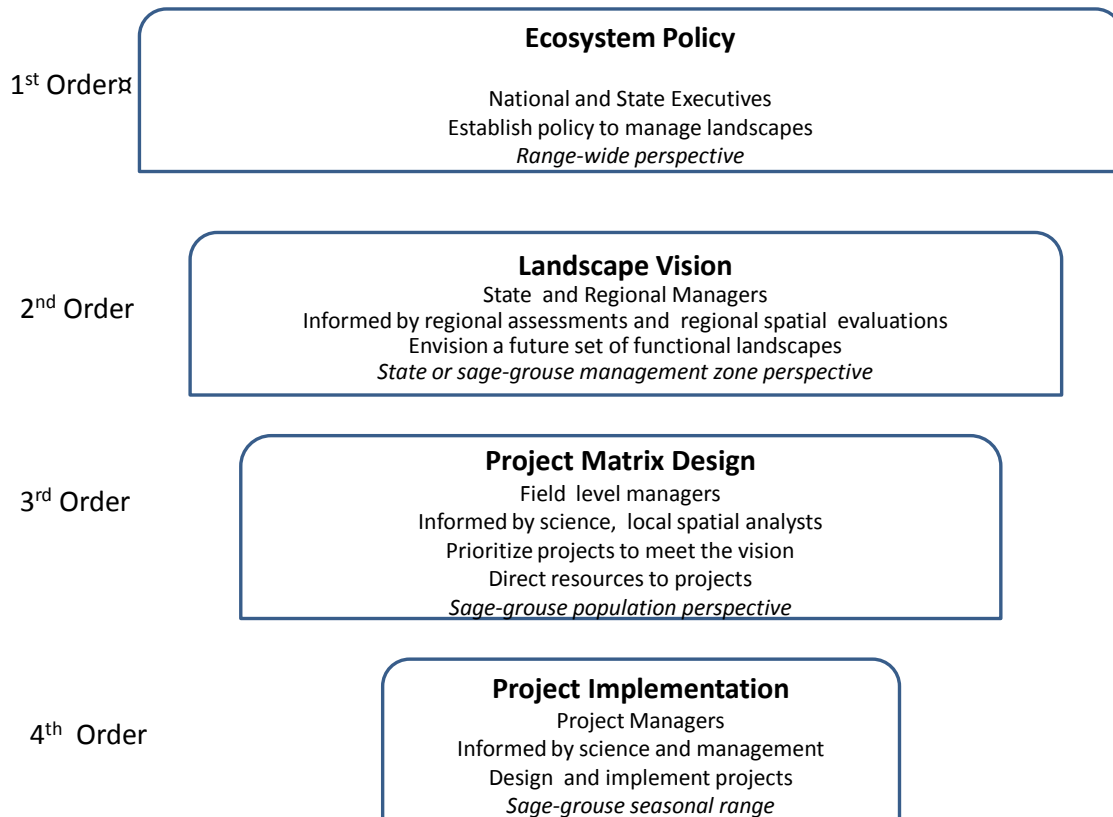 Ecosystem Policy
1st Order¤
National and State Executives
Establish policy to manage landscapes
Range-wide perspective
Landscape Vision
2nd Order
State and Regional Managers
Informed by regional assessments and regional spatial evaluations
Envision a future set of functional landscapes
State or sage-grouse management zone perspective
Project Matrix Design
3rd Order
Field level managers
Informed by science, local spatial analysts
Prioritize projects to meet the vision
Direct resources to projects
Sage-grouse population perspective
Project Implementation
4th Order
Project Managers
Informed by science and management
Design and implement projects
Sage-grouse seasonal range